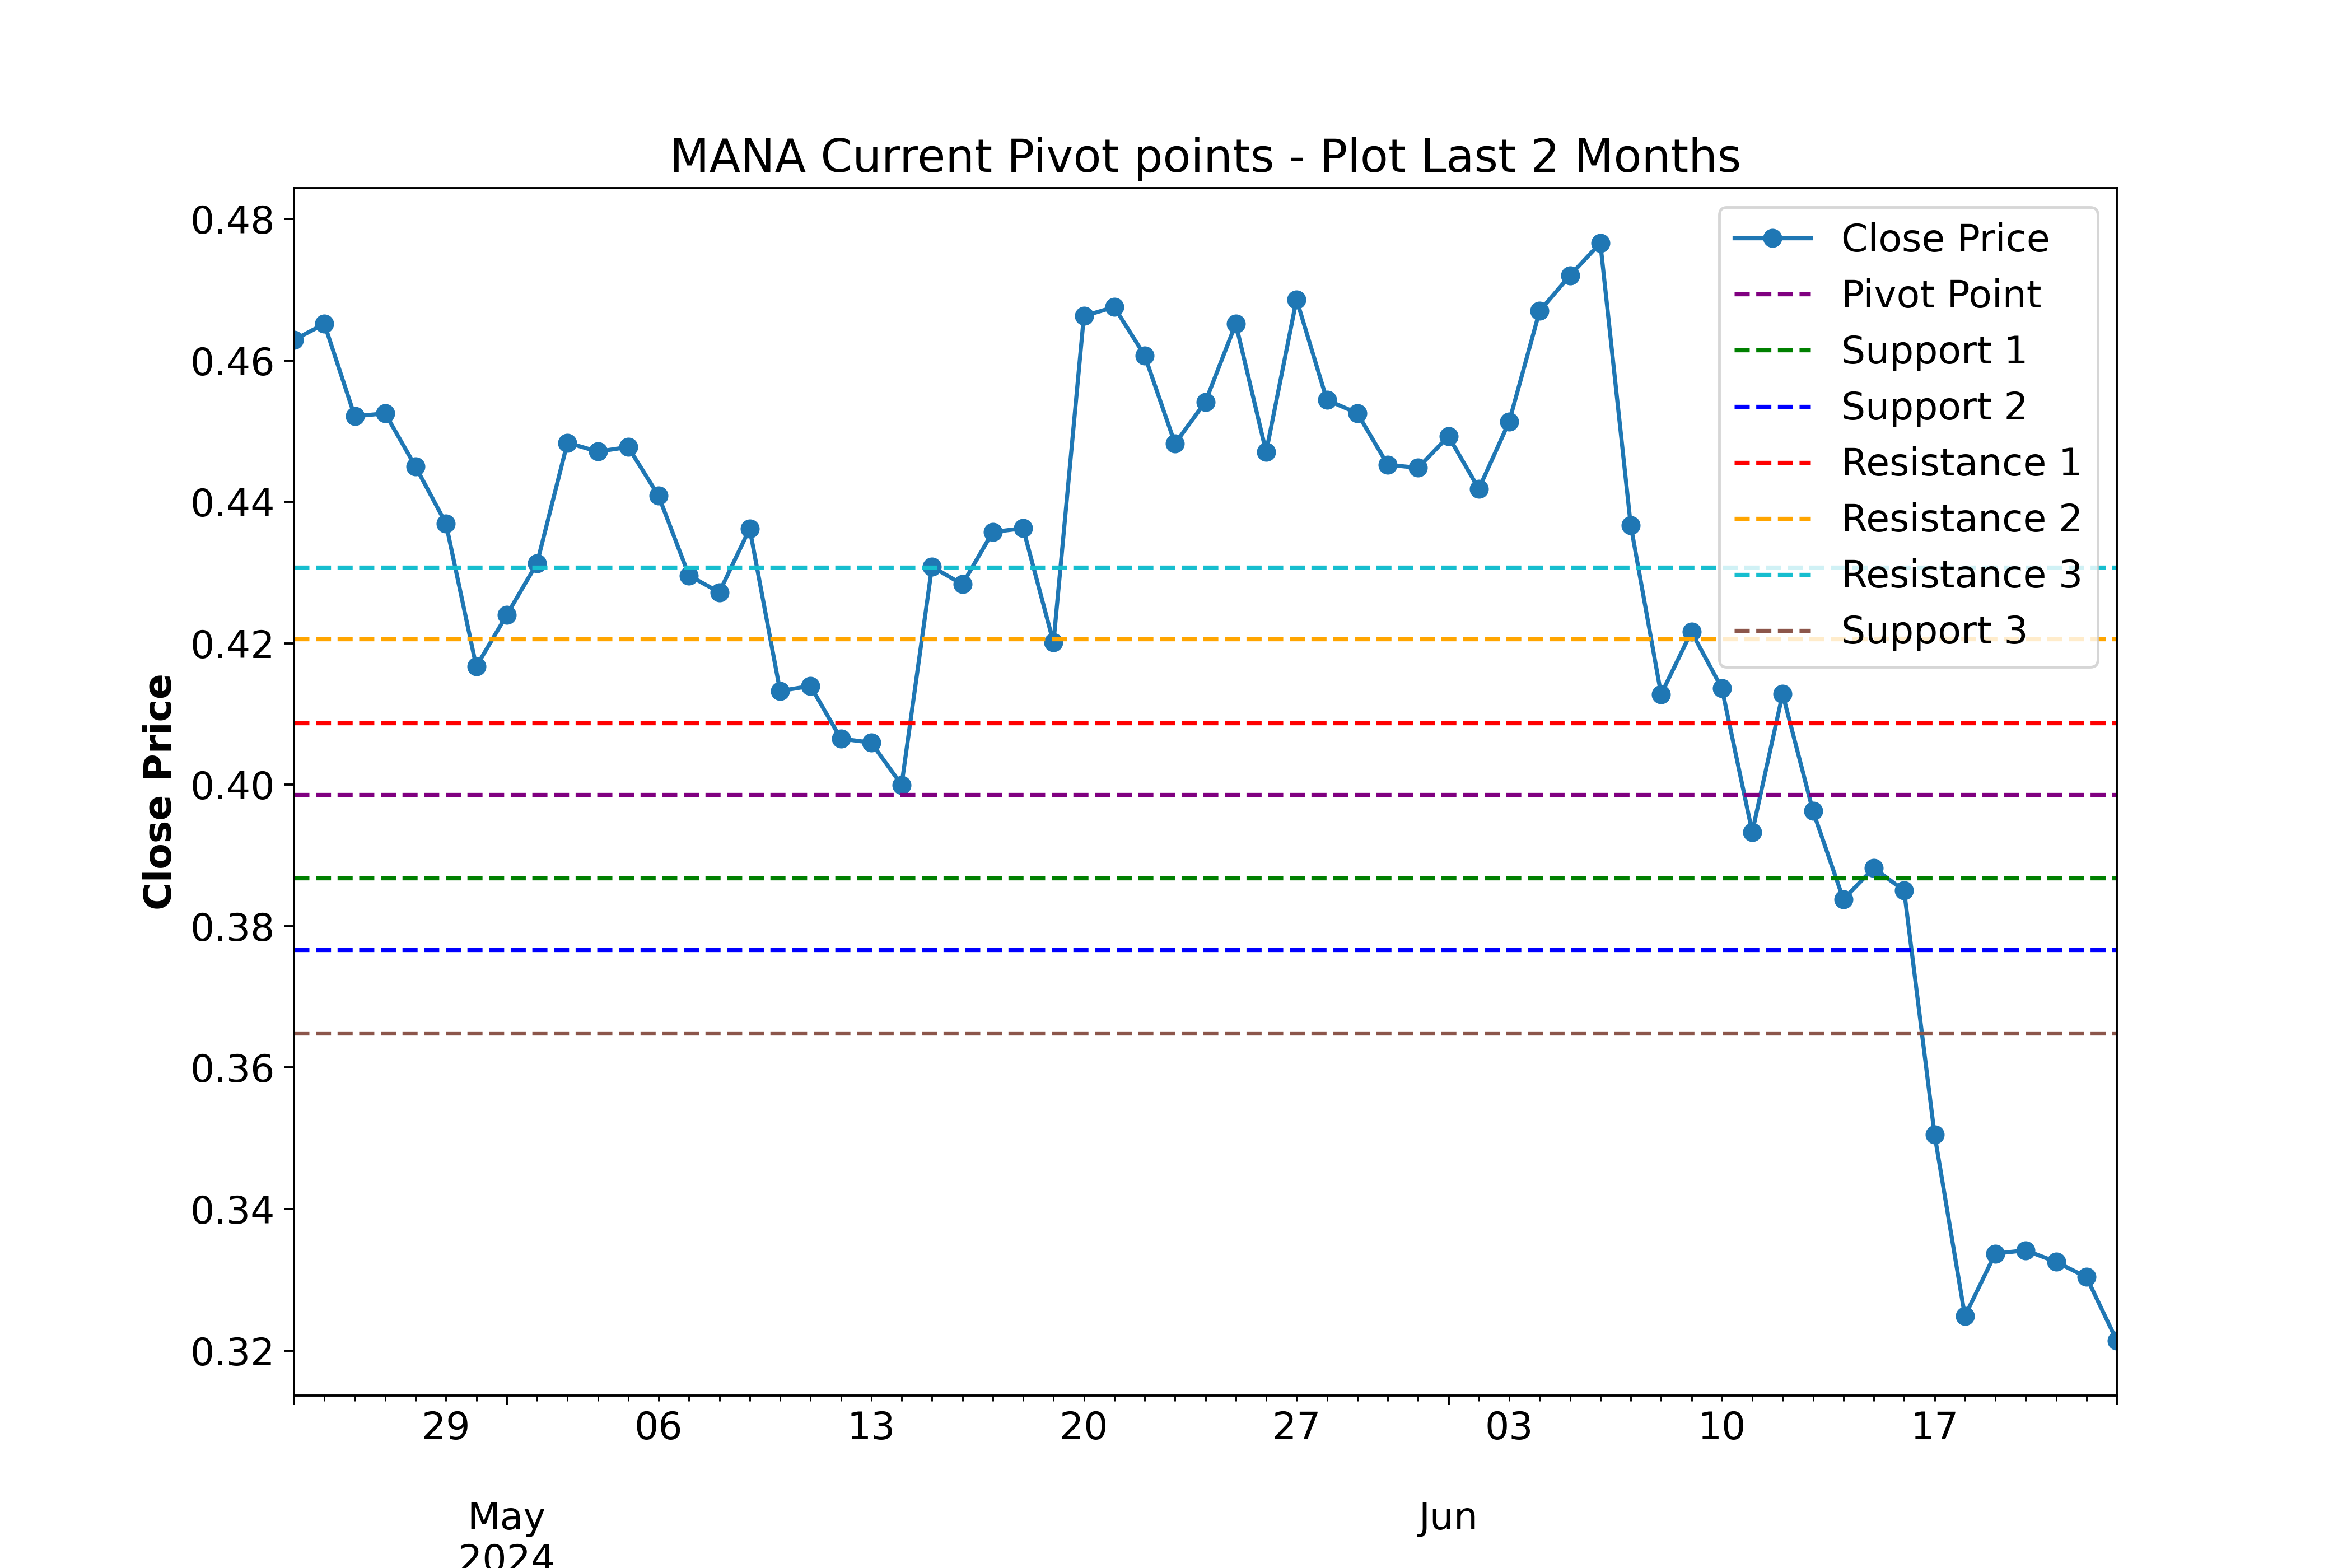 MANA Current Pivot points - Plot Last 2 Months
0.48
0.46
0.44
0.42
0.40
0.38
0.36
0.34
0.32
Close Price
Close Price
Pivot Point
Support 1
Support 2
Resistance 1
Resistance 2
Resistance 3
Support 3
29 06 13 20 27 03 10 17
May Jun
2024